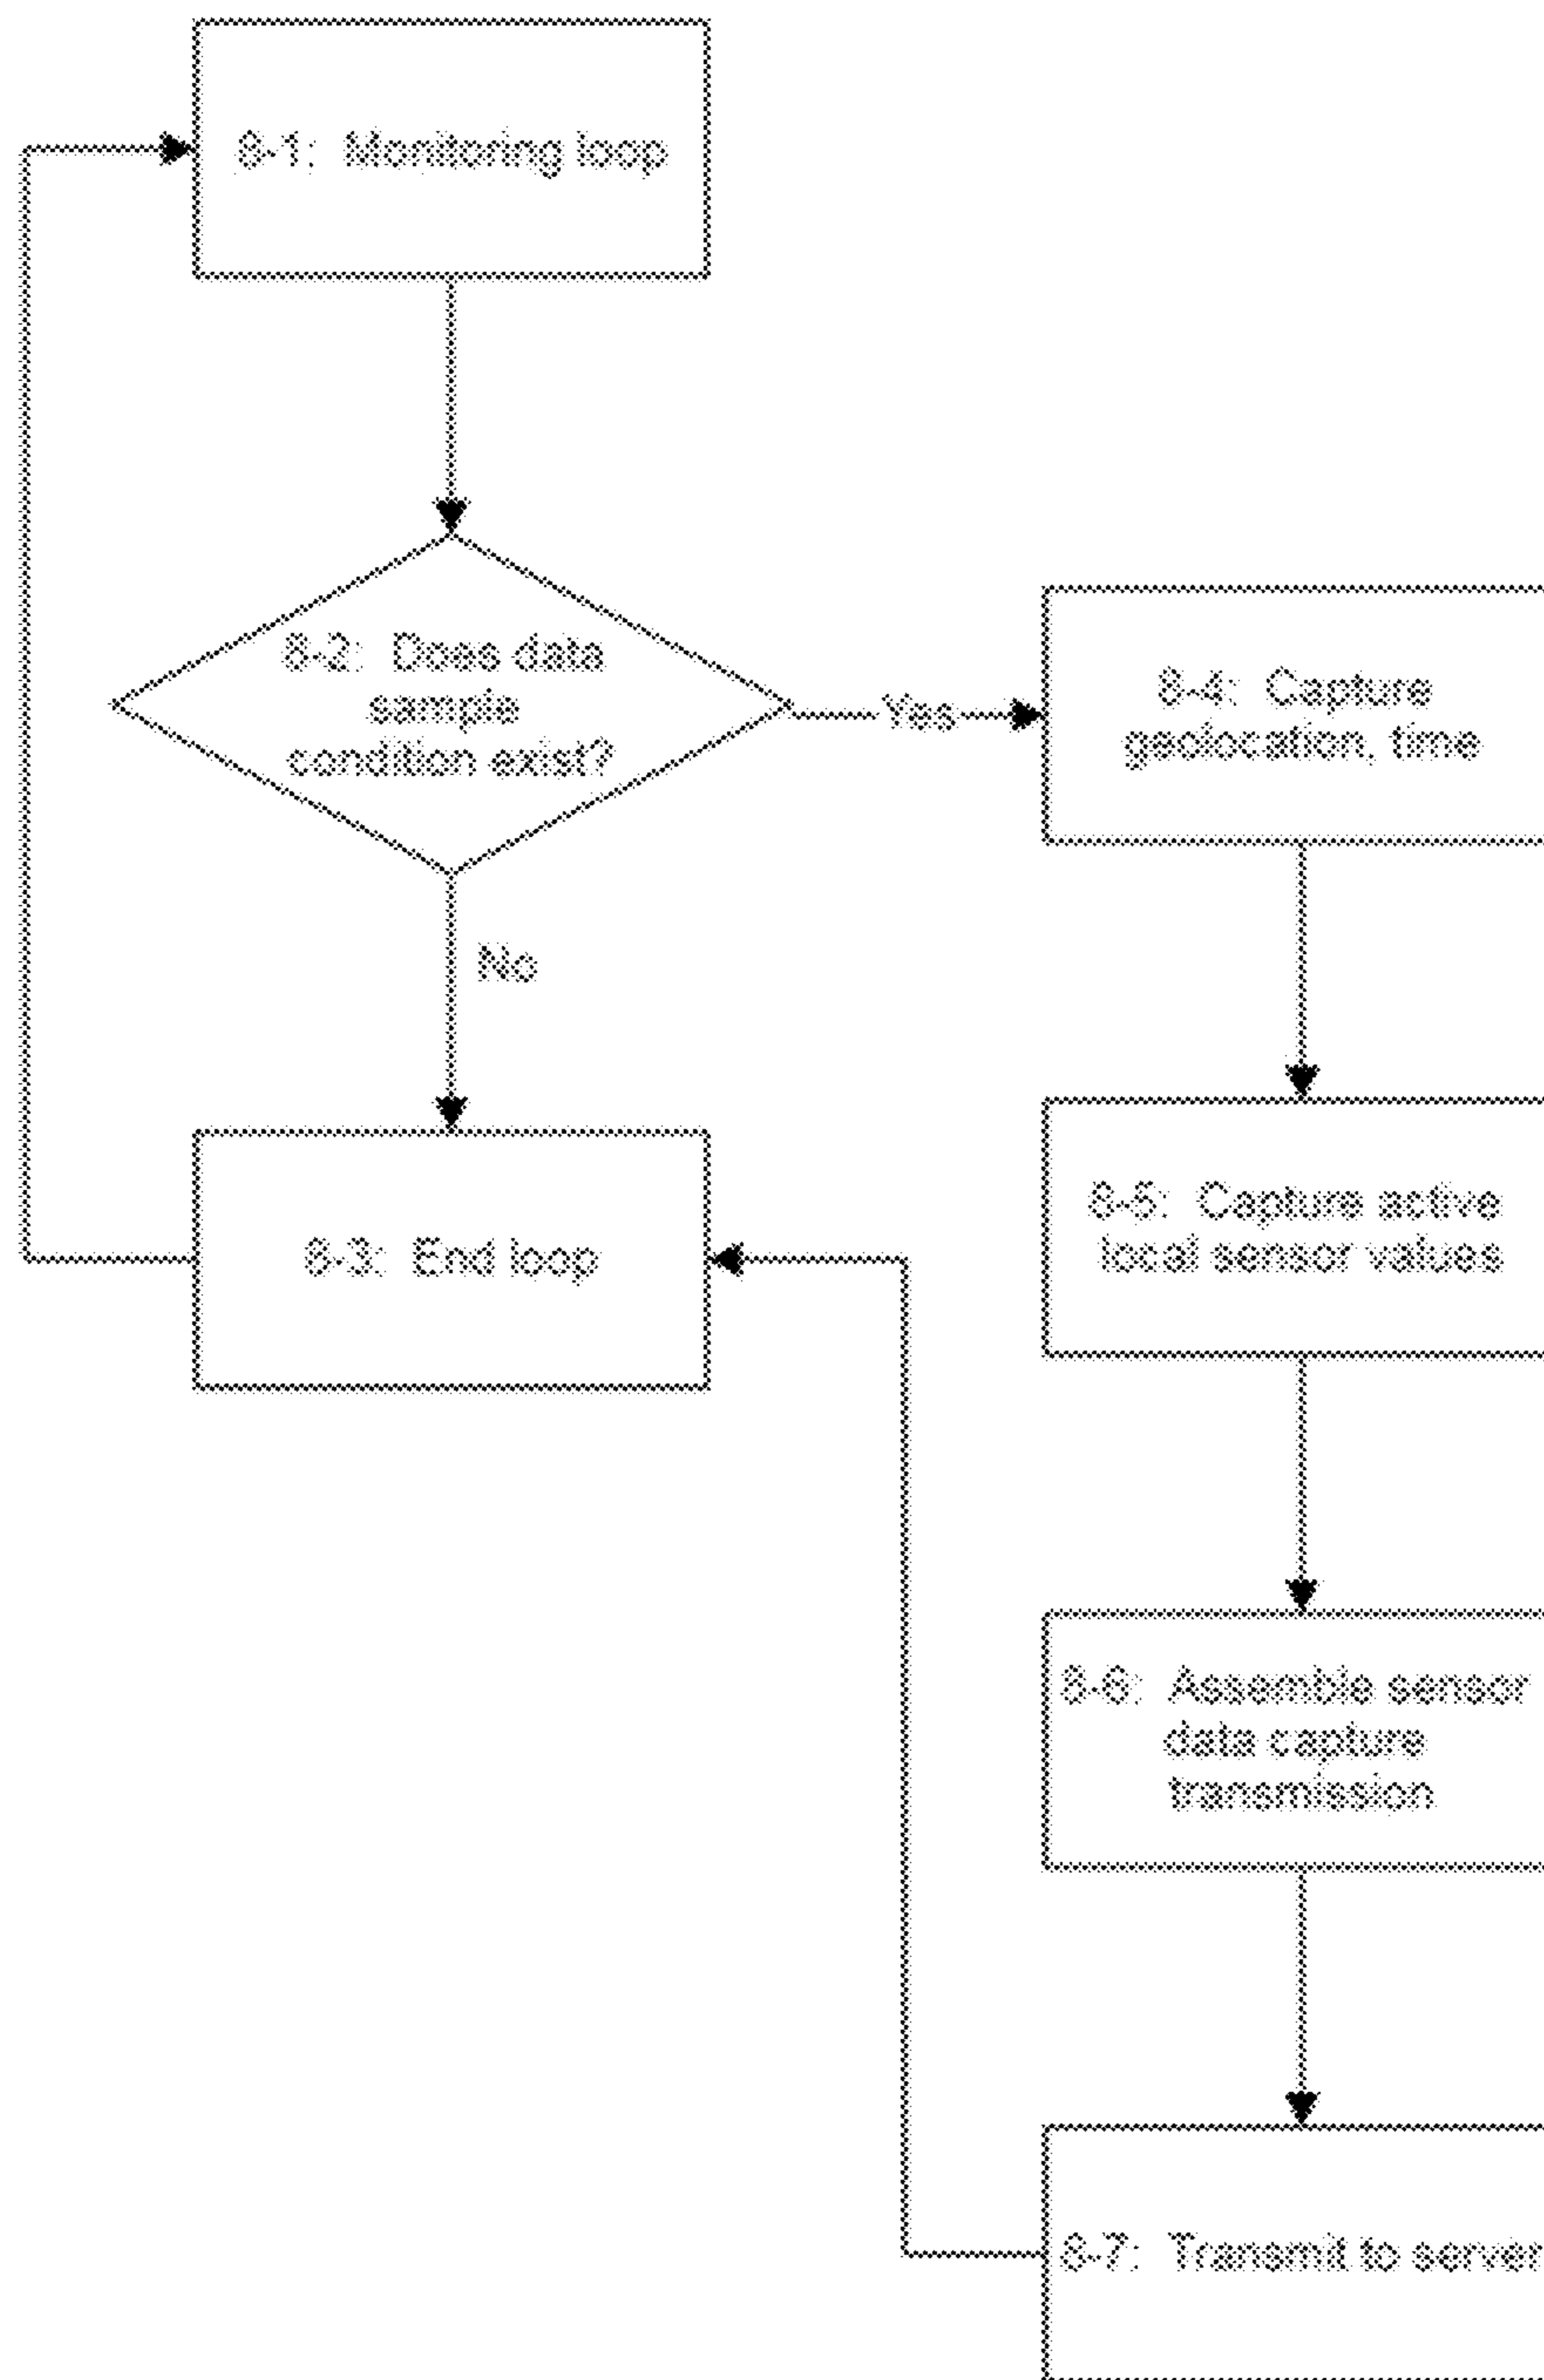 8-1: Monitoring loop
8-2: Does data
sample
condition exist?
Yes
No
8-3: End loop
8-4: Capture
geolocation, time
8-5: Capture active
local sensor values
8-6: Assemble sensor
data capture
transmission
8-7: Transmit to server